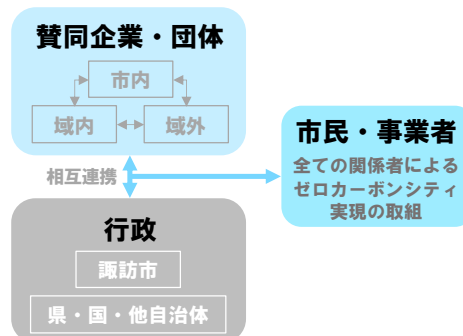 賛同企業・団体
市内
域内
域外
相互連携
市民・事業者
全ての関係者による
ゼロカーボンシティ
実現の取組
行政
諏訪市
県・国・他自治体